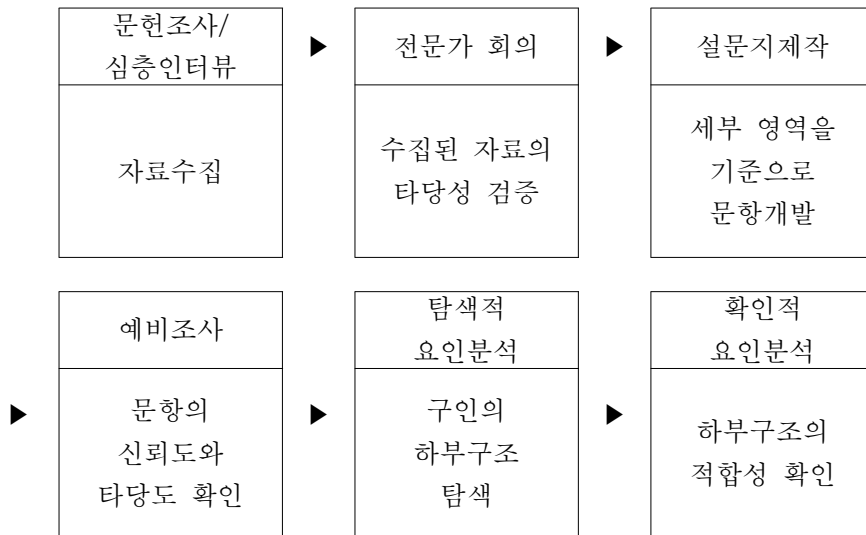 문헌조사/
심층인터뷰
자료수집
▶
전문가 회의
수집된 자료의
타당성 검증
▶
설문지제작
세부 영역을
기준으로
문항개발
▶
예비조사
문항의
신뢰도와
타당도 확인
▶
탐색적
요인분석
구인의
하부구조
탐색
▶
확인적
요인분석
하부구조의
적합성 확인